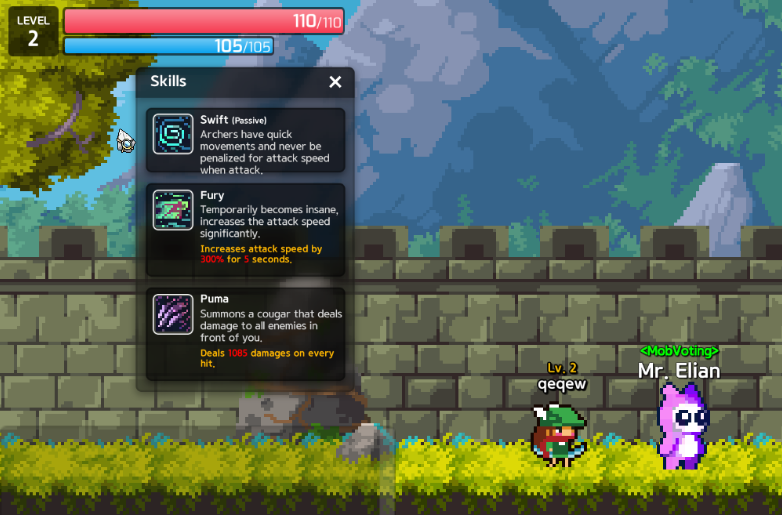 LEVEL
2
110/110
105/105
Skills
Swift (Passive)
Archers have quick
movements and never be
penalized for attack speed
when attack.
Fury
Temporarily becomes insane,
increases the attack speed
significantly.
Increases attack speed by
300% for 5 seconds.
Puma
Summons a cougar that deals
damage to all enemies in
front of you.
Deals 1085 damages on every
hit.
<MobVoting>
Mr. Elian
Lv. 2
qeqew